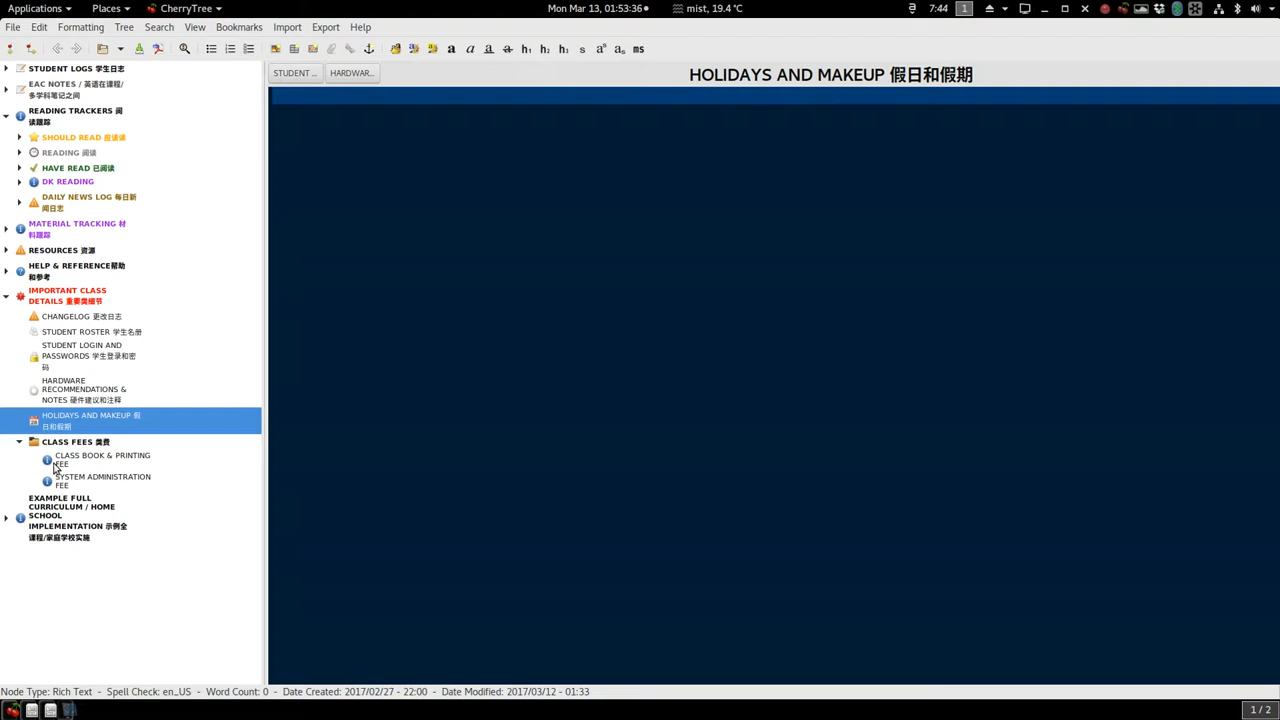 Applications Places CherryTree Mon Mar 13, 01:53:36 mist, 19.4 °C 7:44 1
File Edit Formatting Tree Search View Bookmarks Import Export Help
a a a a h1 h2 h3 s aˢ aₛ ms
STUDENT ... HARDWAR...
HOLIDAYS AND MAKEUP 假日和假期
STUDENT LOGS 学生日志
EAC NOTES / 英语在课程/
多学科笔记之间
READING TRACKERS 阅
读跟踪
SHOULD READ 应该读
READING 阅读
HAVE READ 已阅读
DK READING
DAILY NEWS LOG 每日新
闻日志
MATERIAL TRACKING 材
料跟踪
RESOURCES 资源
HELP & REFERENCE帮助
和参考
IMPORTANT CLASS
DETAILS 重要类细节
CHANGELOG 更改日志
STUDENT ROSTER 学生名册
STUDENT LOGIN AND
PASSWORDS 学生登录和密
码
HARDWARE
RECOMMENDATIONS &
NOTES 硬件建议和注释
HOLIDAYS AND MAKEUP 假
日和假期
CLASS FEES 类费
CLASS BOOK & PRINTING
FEE
SYSTEM ADMINISTRATION
FEE
EXAMPLE FULL
CURRICULUM / HOME
SCHOOL
IMPLEMENTATION 示例全
课程/家庭学校实施
Node Type: Rich Text - Spell Check: en_US - Word Count: 0 - Date Created: 2017/02/27 - 22:00 - Date Modified: 2017/03/12 - 01:33
1 / 2